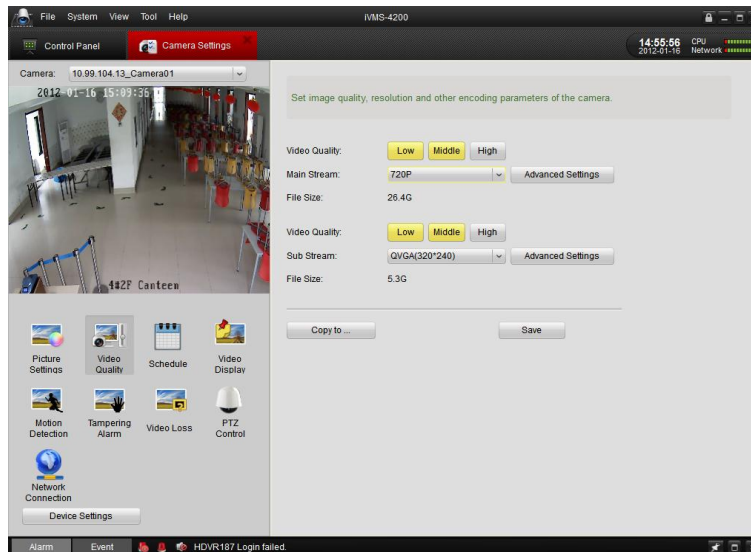 File System View Tool Help iVMS-4200
Control Panel Camera Settings 14:55:56 CPU
2012-01-16 Network
Camera: 10.99.104.13_Camera01
2012-01-16 15:09:36
Set image quality, resolution and other encoding parameters of the camera.
Video Quality: Low Middle High
Main Stream: 720P Advanced Settings
File Size: 26.4G
Video Quality: Low Middle High
Sub Stream: QVGA(320*240) Advanced Settings
File Size: 5.3G
4#2F Canteen
Copy to ... Save
Picture Settings
Video Quality
Schedule
Video Display
Motion Detection
Tampering Alarm
Video Loss
PTZ Control
Network Connection
Device Settings
Alarm Event HDVR187 Login failed.